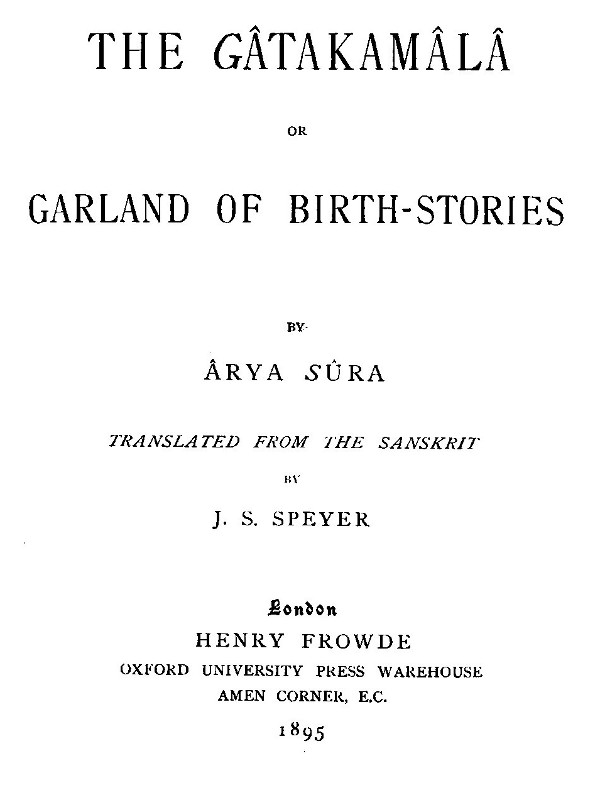 THE GÂTAKAMÂLÂ
OR
GARLAND OF BIRTH-STORIES
BY
ÂRYA SÛRA
TRANSLATED FROM THE SANSKRIT
BY
J. S. SPEYER
London
HENRY FROWDE
OXFORD UNIVERSITY PRESS WAREHOUSE
AMEN CORNER, E.C.
1895